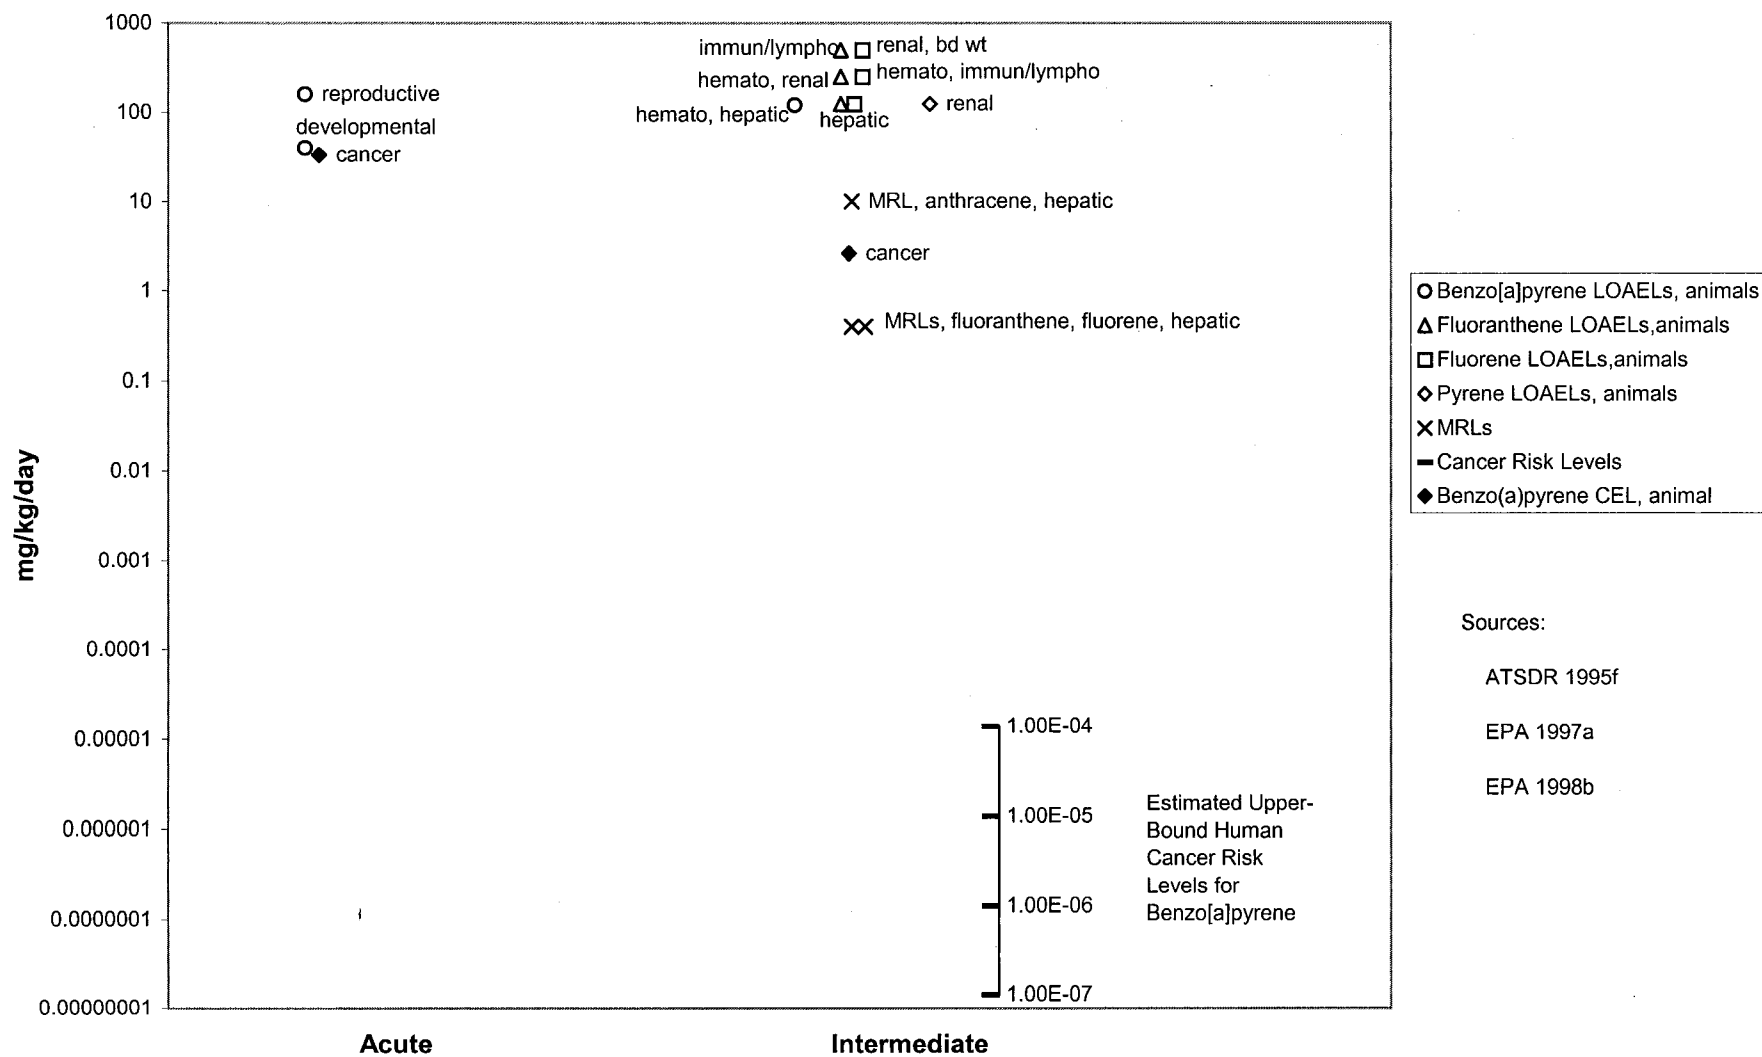 1000
100
10
1
0.1
0.01
0.001
0.0001
0.00001
0.000001
0.0000001
0.00000001
mg/kg/day
reproductive
developmental
cancer
immun/lympho
renal, bd wt
hemato, renal
hemato, immun/lympho
hemato, hepatic
hepatic
renal
MRL, anthracene, hepatic
cancer
MRLs, fluoranthene, fluorene, hepatic
1.00E-04
1.00E-05
1.00E-06
1.00E-07
Estimated Upper-
Bound Human
Cancer Risk
Levels for
Benzo[a]pyrene
Acute
Intermediate
Benzo[a]pyrene LOAELs, animals
Fluoranthene LOAELs,animals
Fluorene LOAELs,animals
Pyrene LOAELs, animals
MRLs
Cancer Risk Levels
Benzo(a)pyrene CEL, animal
Sources:
ATSDR 1995f
EPA 1997a
EPA 1998b